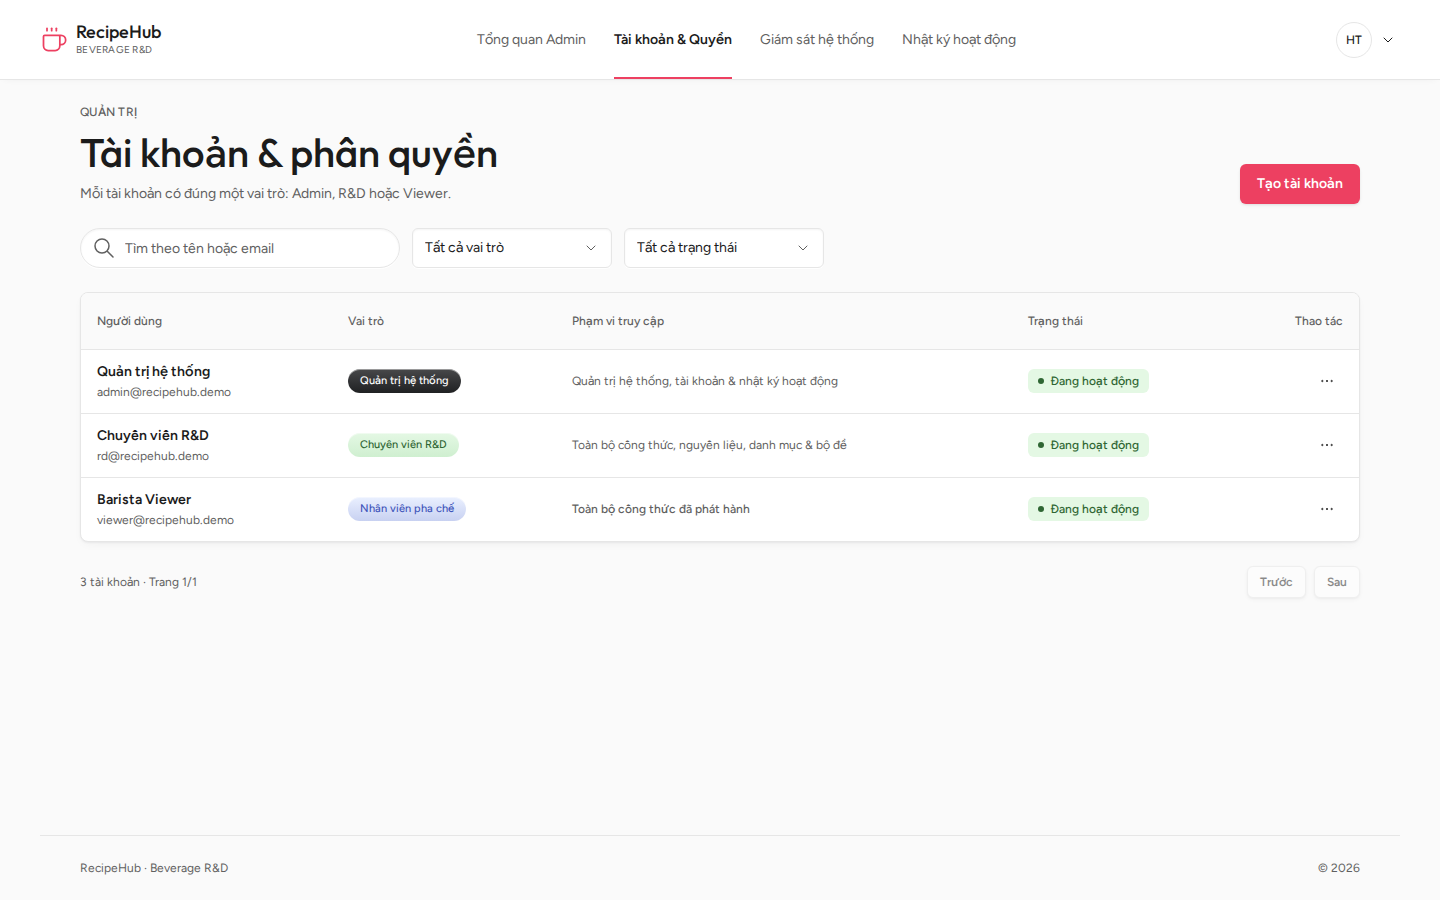 RecipeHub
BEVERAGE R&D
Tổng quan Admin
Tài khoản & Quyền
Giám sát hệ thống
Nhật ký hoạt động
HT
QUẢN TRỊ
Tài khoản & phân quyền
Mỗi tài khoản có đúng một vai trò: Admin, R&D hoặc Viewer.
Tạo tài khoản
Tìm theo tên hoặc email
Tất cả vai trò
Tất cả trạng thái
Người dùng
Vai trò
Phạm vi truy cập
Trạng thái
Thao tác
Quản trị hệ thống
admin@recipehub.demo
Quản trị hệ thống
Quản trị hệ thống, tài khoản & nhật ký hoạt động
Đang hoạt động
Chuyên viên R&D
rd@recipehub.demo
Chuyên viên R&D
Toàn bộ công thức, nguyên liệu, danh mục & bộ đề
Đang hoạt động
Barista Viewer
viewer@recipehub.demo
Nhân viên pha chế
Toàn bộ công thức đã phát hành
Đang hoạt động
3 tài khoản · Trang 1/1
Trước
Sau
RecipeHub · Beverage R&D
© 2026